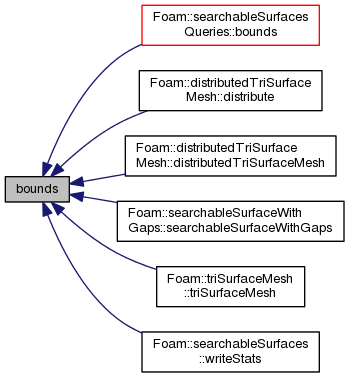 Foam::searchableSurfaces
Queries::bounds
Foam::distributedTriSurface
Mesh::distribute
Foam::distributedTriSurface
Mesh::distributedTriSurfaceMesh
bounds
Foam::searchableSurfaceWith
Gaps::searchableSurfaceWithGaps
Foam::triSurfaceMesh
::triSurfaceMesh
Foam::searchableSurfaces
::writeStats